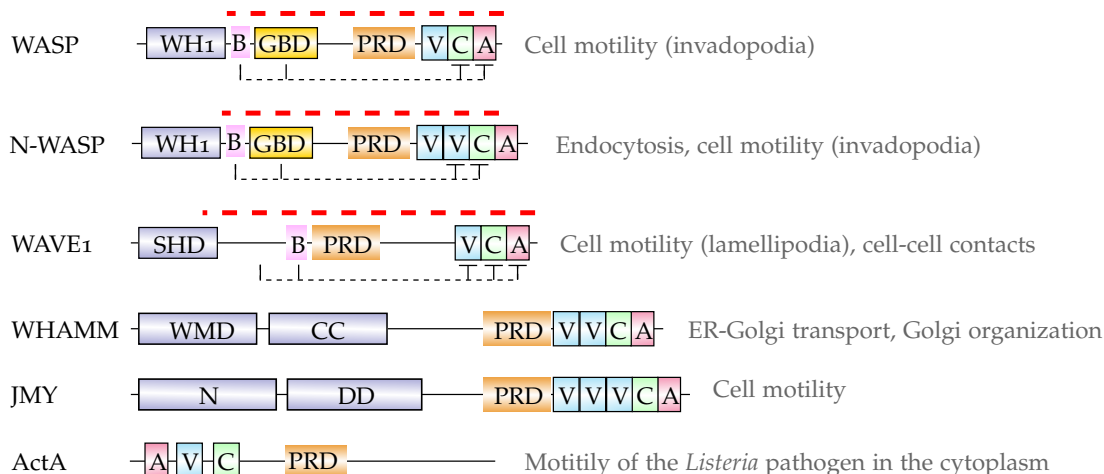 WASP WH1 B GBD PRD V C A Cell motility (invadopodia)
N-WASP WH1 B GBD PRD V V C A Endocytosis, cell motility (invadopodia)
WAVE1 SHD B PRD V C A Cell motility (lamellipodia), cell-cell contacts
WHAMM WMD CC PRD V V C A ER-Golgi transport, Golgi organization
JMY N DD PRD V V V C A Cell motility
ActA A V C PRD Motitily of the Listeria pathogen in the cytoplasm